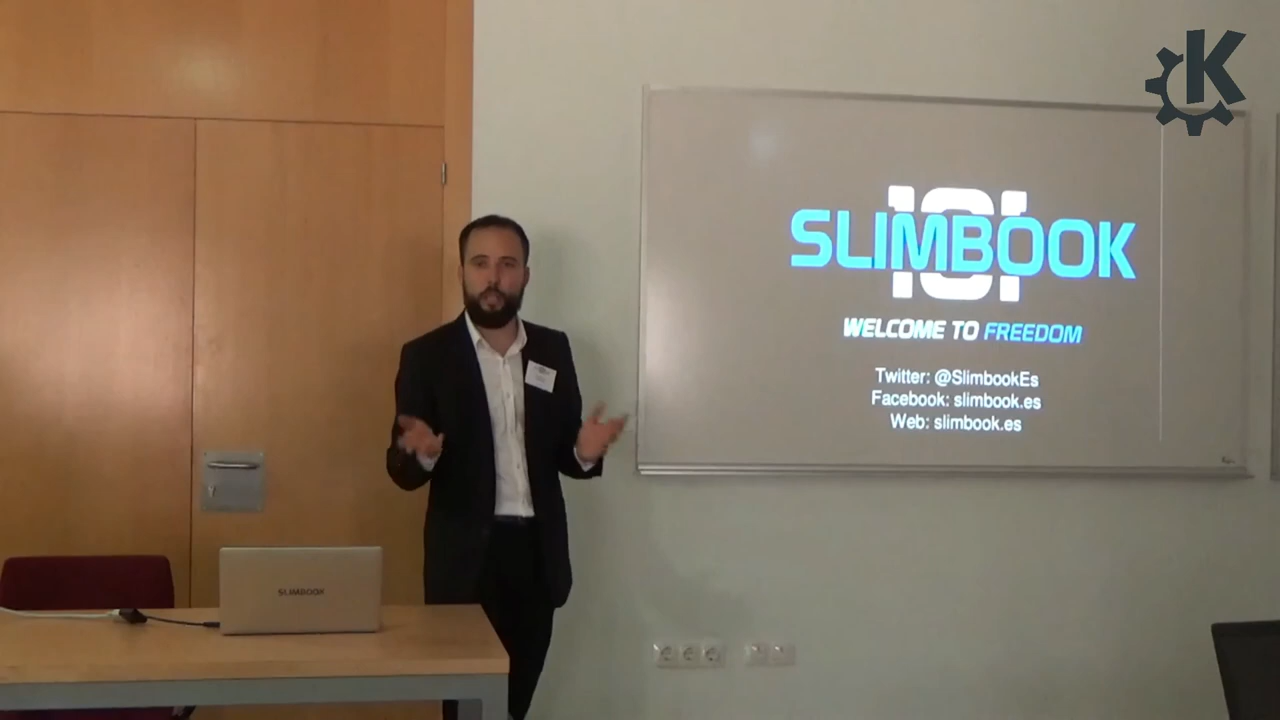 SLIMBOOK
WELCOME TO FREEDOM
Twitter: @SlimbookEs
Facebook: slimbook.es
Web: slimbook.es
SLIMBOOK